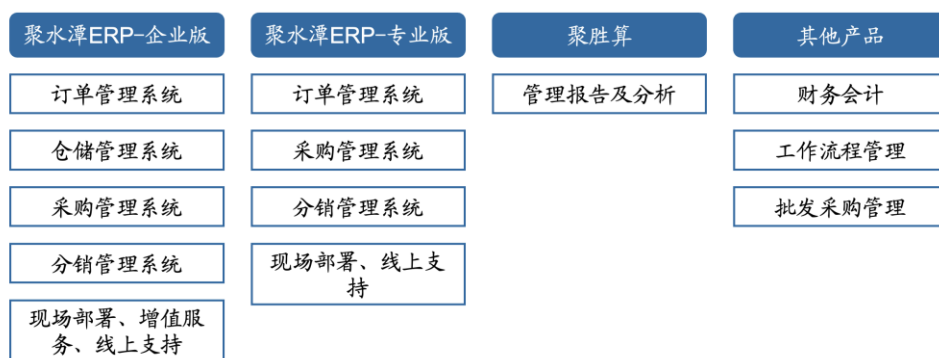 聚水潭ERP-企业版
订单管理系统
仓储管理系统
采购管理系统
分销管理系统
现场部署、增值服
务、线上支持
聚水潭ERP-专业版
订单管理系统
采购管理系统
分销管理系统
现场部署、线上支
持
聚胜算
管理报告及分析
其他产品
财务会计
工作流程管理
批发采购管理